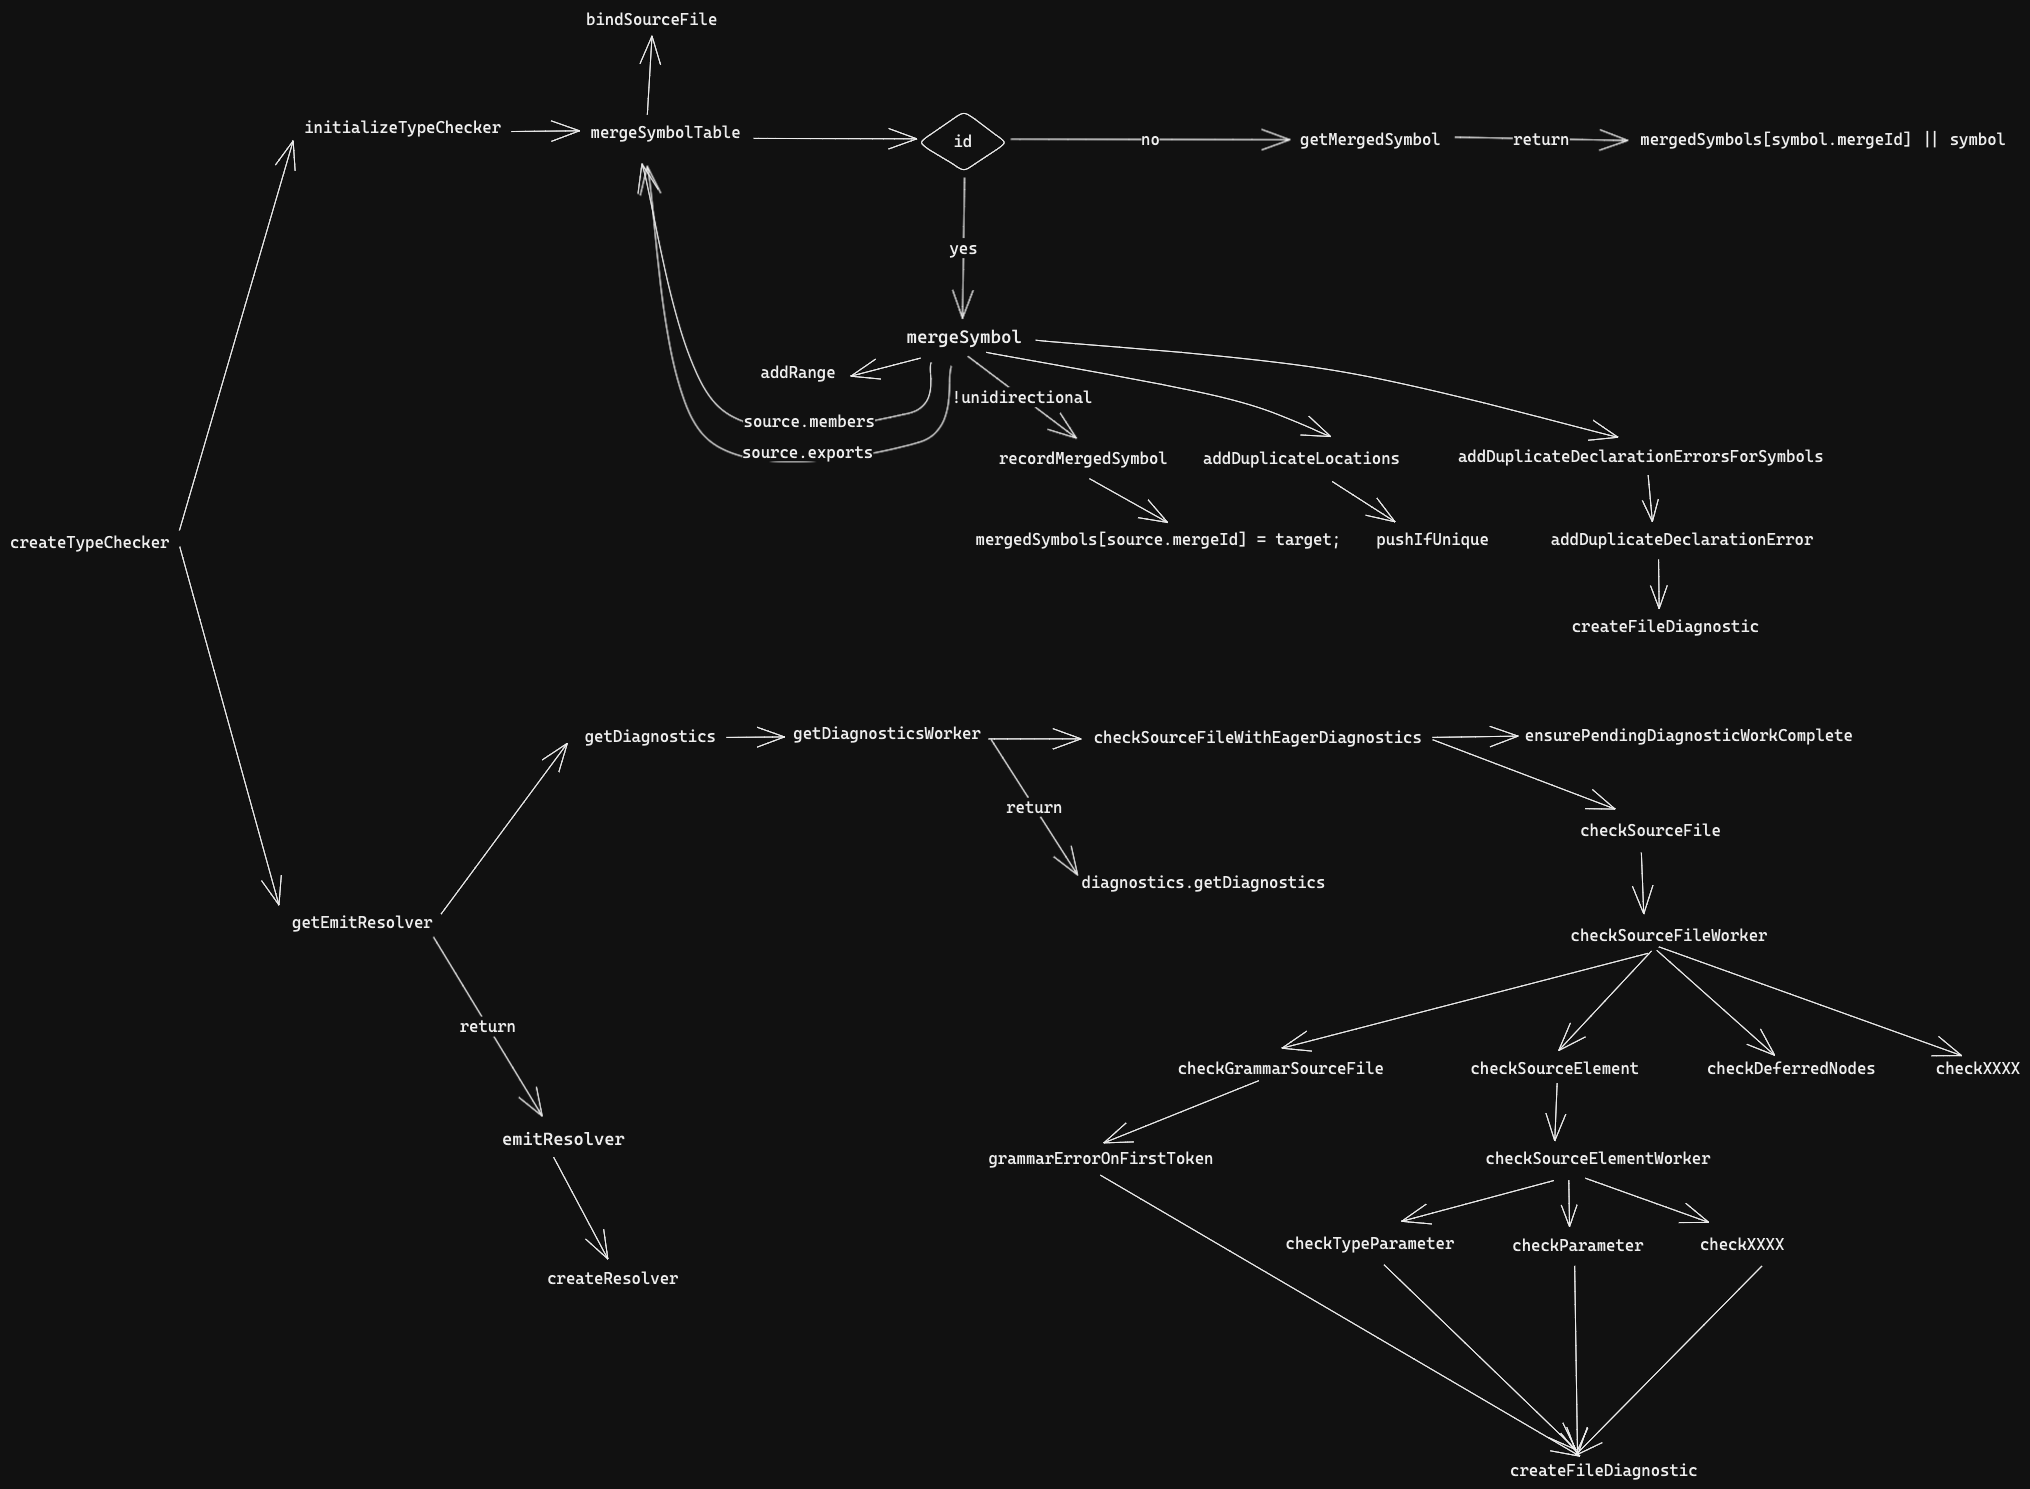 bindSourceFile
initializeTypeChecker
mergeSymbolTable
id
no
getMergedSymbol
return
mergedSymbols[symbol.mergeId] || symbol
yes
mergeSymbol
addRange
!unidirectional
source.members
source.exports
recordMergedSymbol
addDuplicateLocations
addDuplicateDeclarationErrorsForSymbols
createTypeChecker
mergedSymbols[source.mergeId] = target;
pushIfUnique
addDuplicateDeclarationError
createFileDiagnostic
getDiagnostics
getDiagnosticsWorker
checkSourceFileWithEagerDiagnostics
ensurePendingDiagnosticWorkComplete
return
checkSourceFile
diagnostics.getDiagnostics
getEmitResolver
checkSourceFileWorker
return
checkGrammarSourceFile
checkSourceElement
checkDeferredNodes
checkXXXX
emitResolver
grammarErrorOnFirstToken
checkSourceElementWorker
checkTypeParameter
checkParameter
checkXXXX
createResolver
createFileDiagnostic